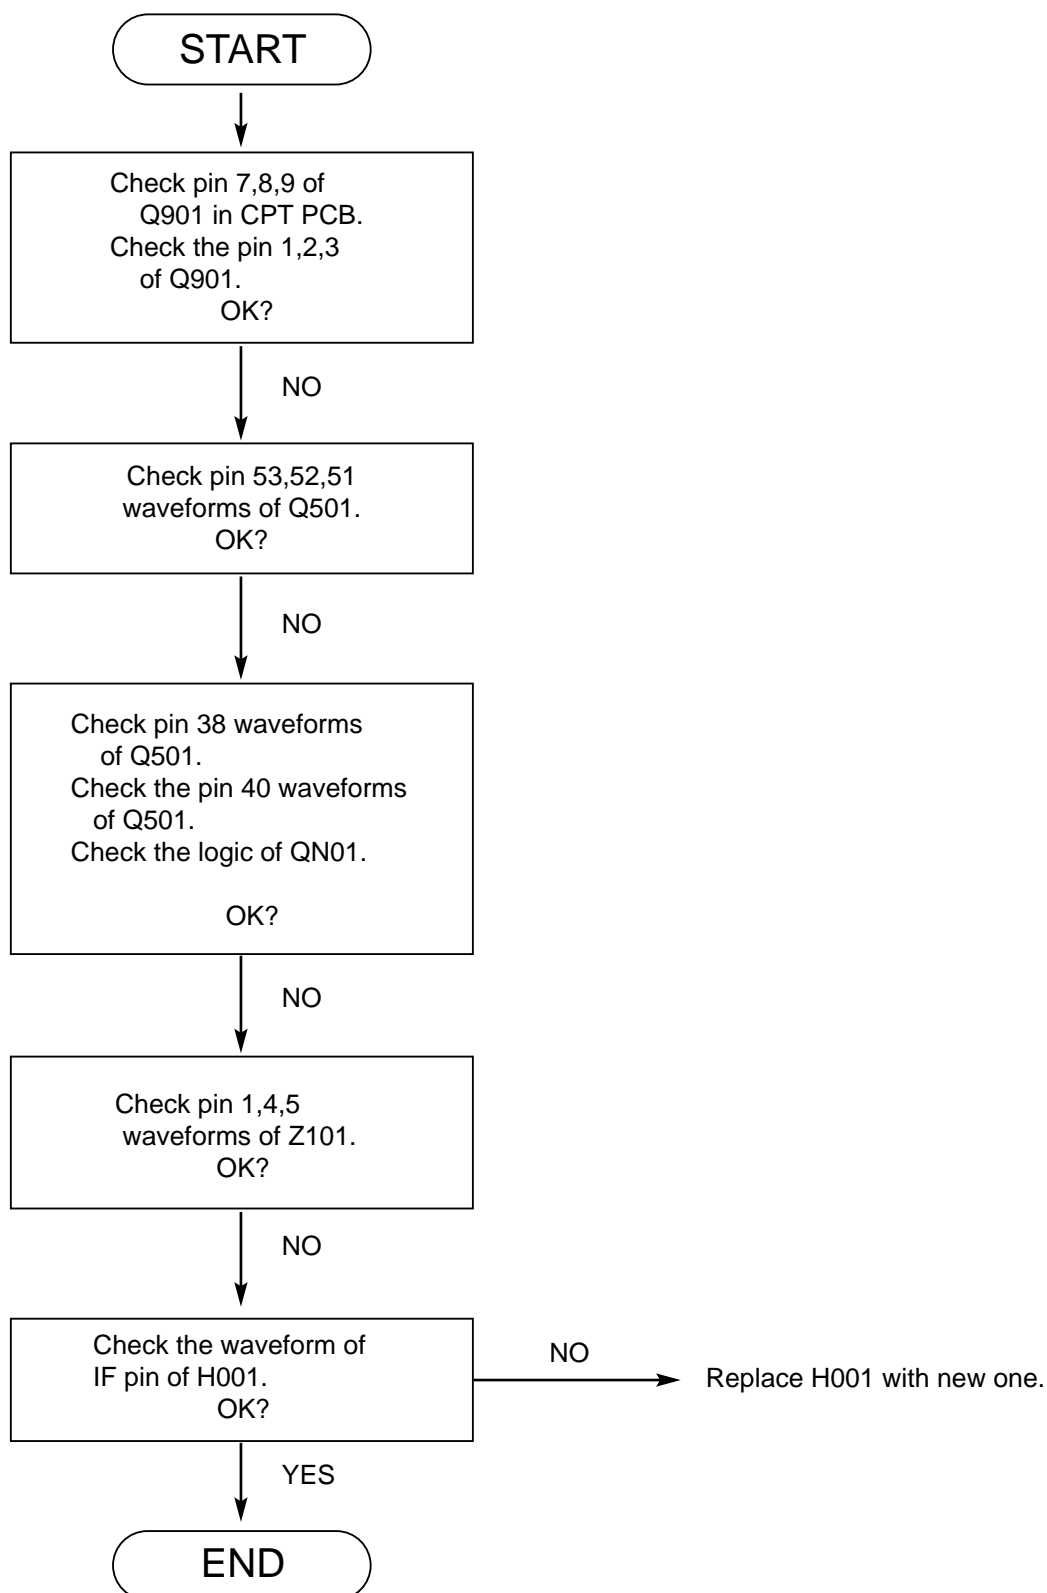 START
Check pin 7,8,9 of
Q901 in CPT PCB.
Check the pin 1,2,3
of Q901.
OK?
NO
Check pin 53,52,51
waveforms of Q501.
OK?
NO
Check pin 38 waveforms
of Q501.
Check the pin 40 waveforms
of Q501.
Check the logic of QN01.
OK?
NO
Check pin 1,4,5
waveforms of Z101.
OK?
NO
Check the waveform of
IF pin of H001.
OK?
NO
Replace H001 with new one.
YES
END